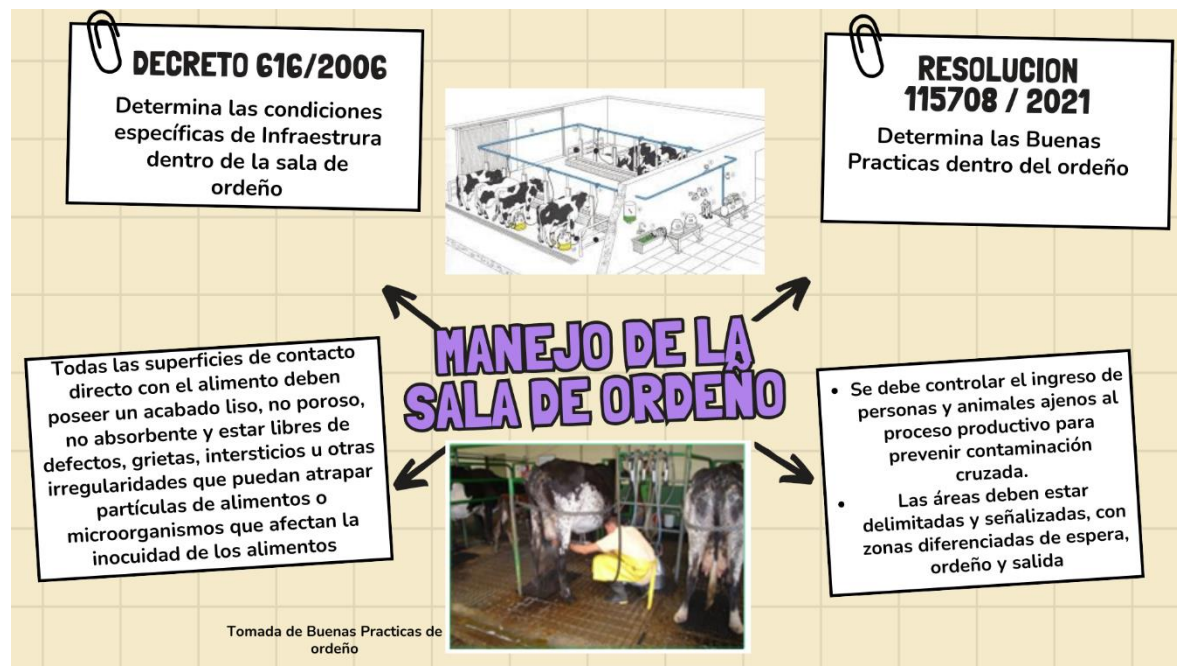 DECRETO 616/2006
Determina las condiciones
específicas de Infraestrura
dentro de la sala de
ordeño
RESOLUCION
115708 / 2021
Determina las Buenas
Practicas dentro del ordeño
MANEJO DE LA
SALA DE ORDEÑO
Todas las superficies de contacto
directo con el alimento deben
poseer un acabado liso, no poroso,
no absorbente y estar libres de
defectos, grietas, intersticios u otras
irregularidades que puedan atrapar
partículas de alimentos o
microorganismos que afectan la
inocuidad de los alimentos
• Se debe controlar el ingreso de
personas y animales ajenos al
proceso productivo para
prevenir contaminación
cruzada.
• Las áreas deben estar
delimitadas y señalizadas, con
zonas diferenciadas de espera,
ordeño y salida
Tomada de Buenas Practicas de
ordeño